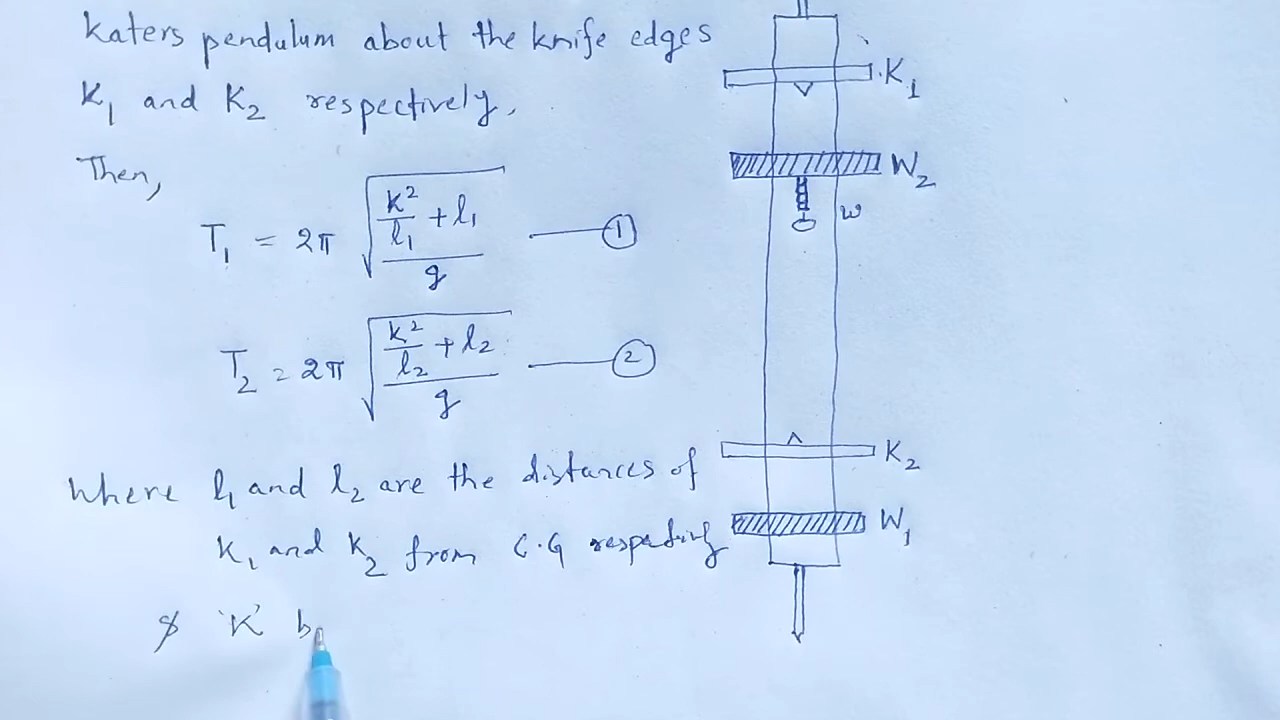 Katers pendulum about the knife edges
K₁ and K₂ respectively.
Then,
T₁ = 2π √((k²/l₁ + l₁)/g) —— ①
T₂ = 2π √((k²/l₂ + l₂)/g) —— ②
Where l₁ and l₂ are the distances of
K₁ and K₂ from C.G
& 'K' b
K₁
W₂
w
K₂
W₁